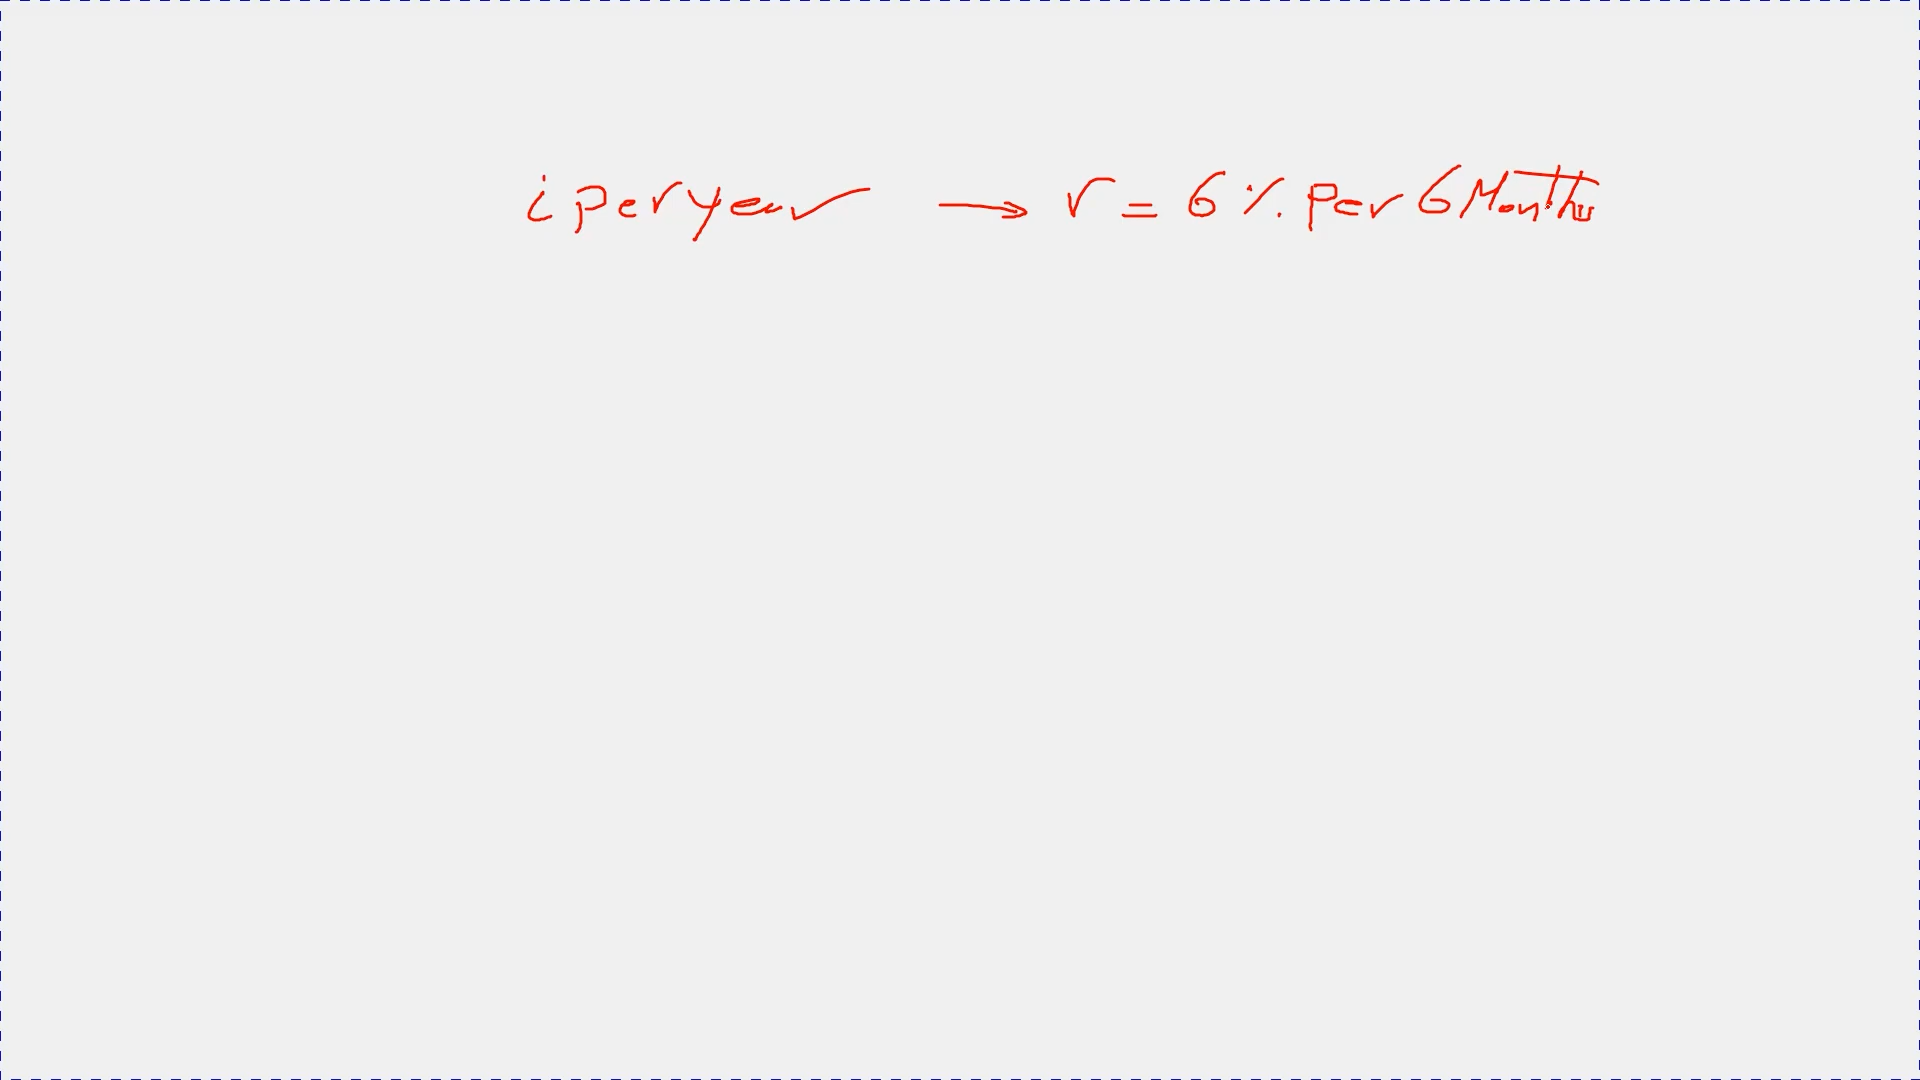 i per year → r = 6 % per 6 Months